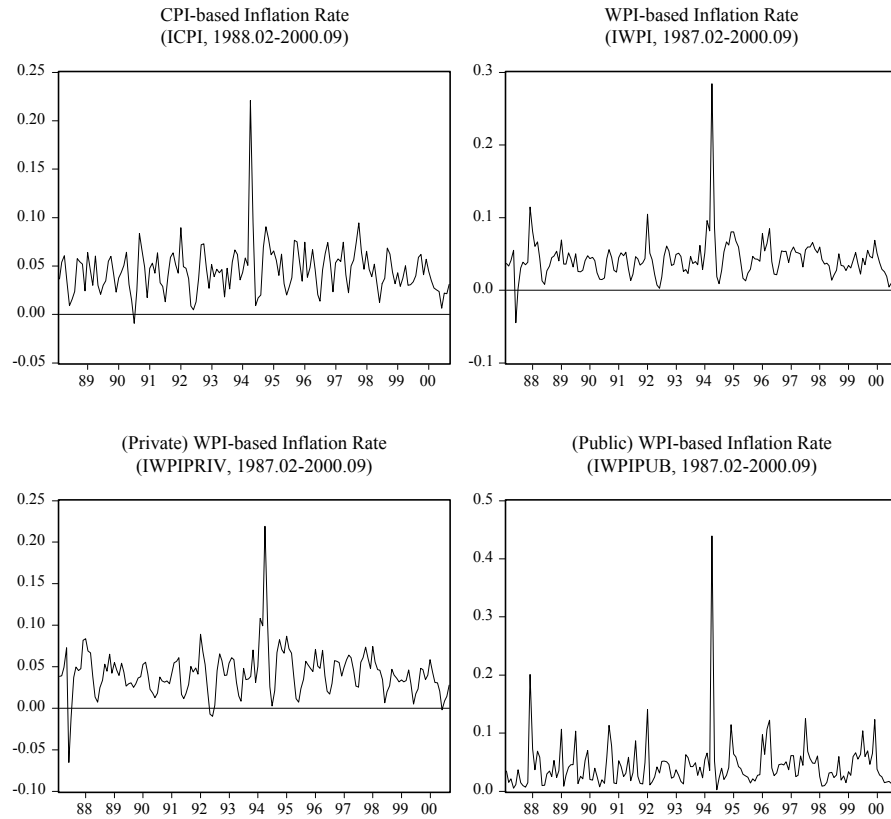 CPI-based Inflation Rate
(ICPI, 1988.02-2000.09)
0.25
0.20
0.15
0.10
0.05
0.00
-0.05
89 90 91 92 93 94 95 96 97 98 99 00
WPI-based Inflation Rate
(IWPI, 1987.02-2000.09)
0.3
0.2
0.1
0.0
-0.1
88 89 90 91 92 93 94 95 96 97 98 99 00
(Private) WPI-based Inflation Rate
(IWPIPRIV, 1987.02-2000.09)
0.25
0.20
0.15
0.10
0.05
0.00
-0.05
-0.10
88 89 90 91 92 93 94 95 96 97 98 99 00
(Public) WPI-based Inflation Rate
(IWPIPUB, 1987.02-2000.09)
0.5
0.4
0.3
0.2
0.1
0.0
88 89 90 91 92 93 94 95 96 97 98 99 00